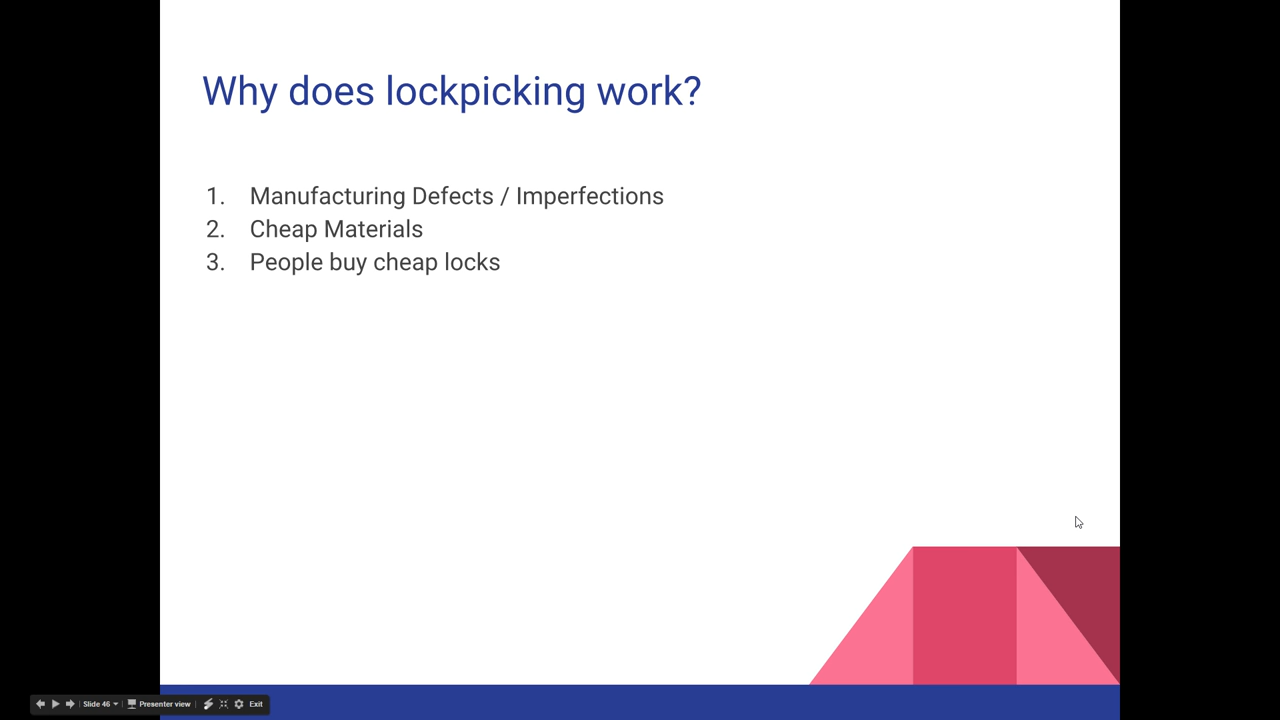 Why does lockpicking work?
1. Manufacturing Defects / Imperfections
2. Cheap Materials
3. People buy cheap locks
Slide 46 Presenter view Exit